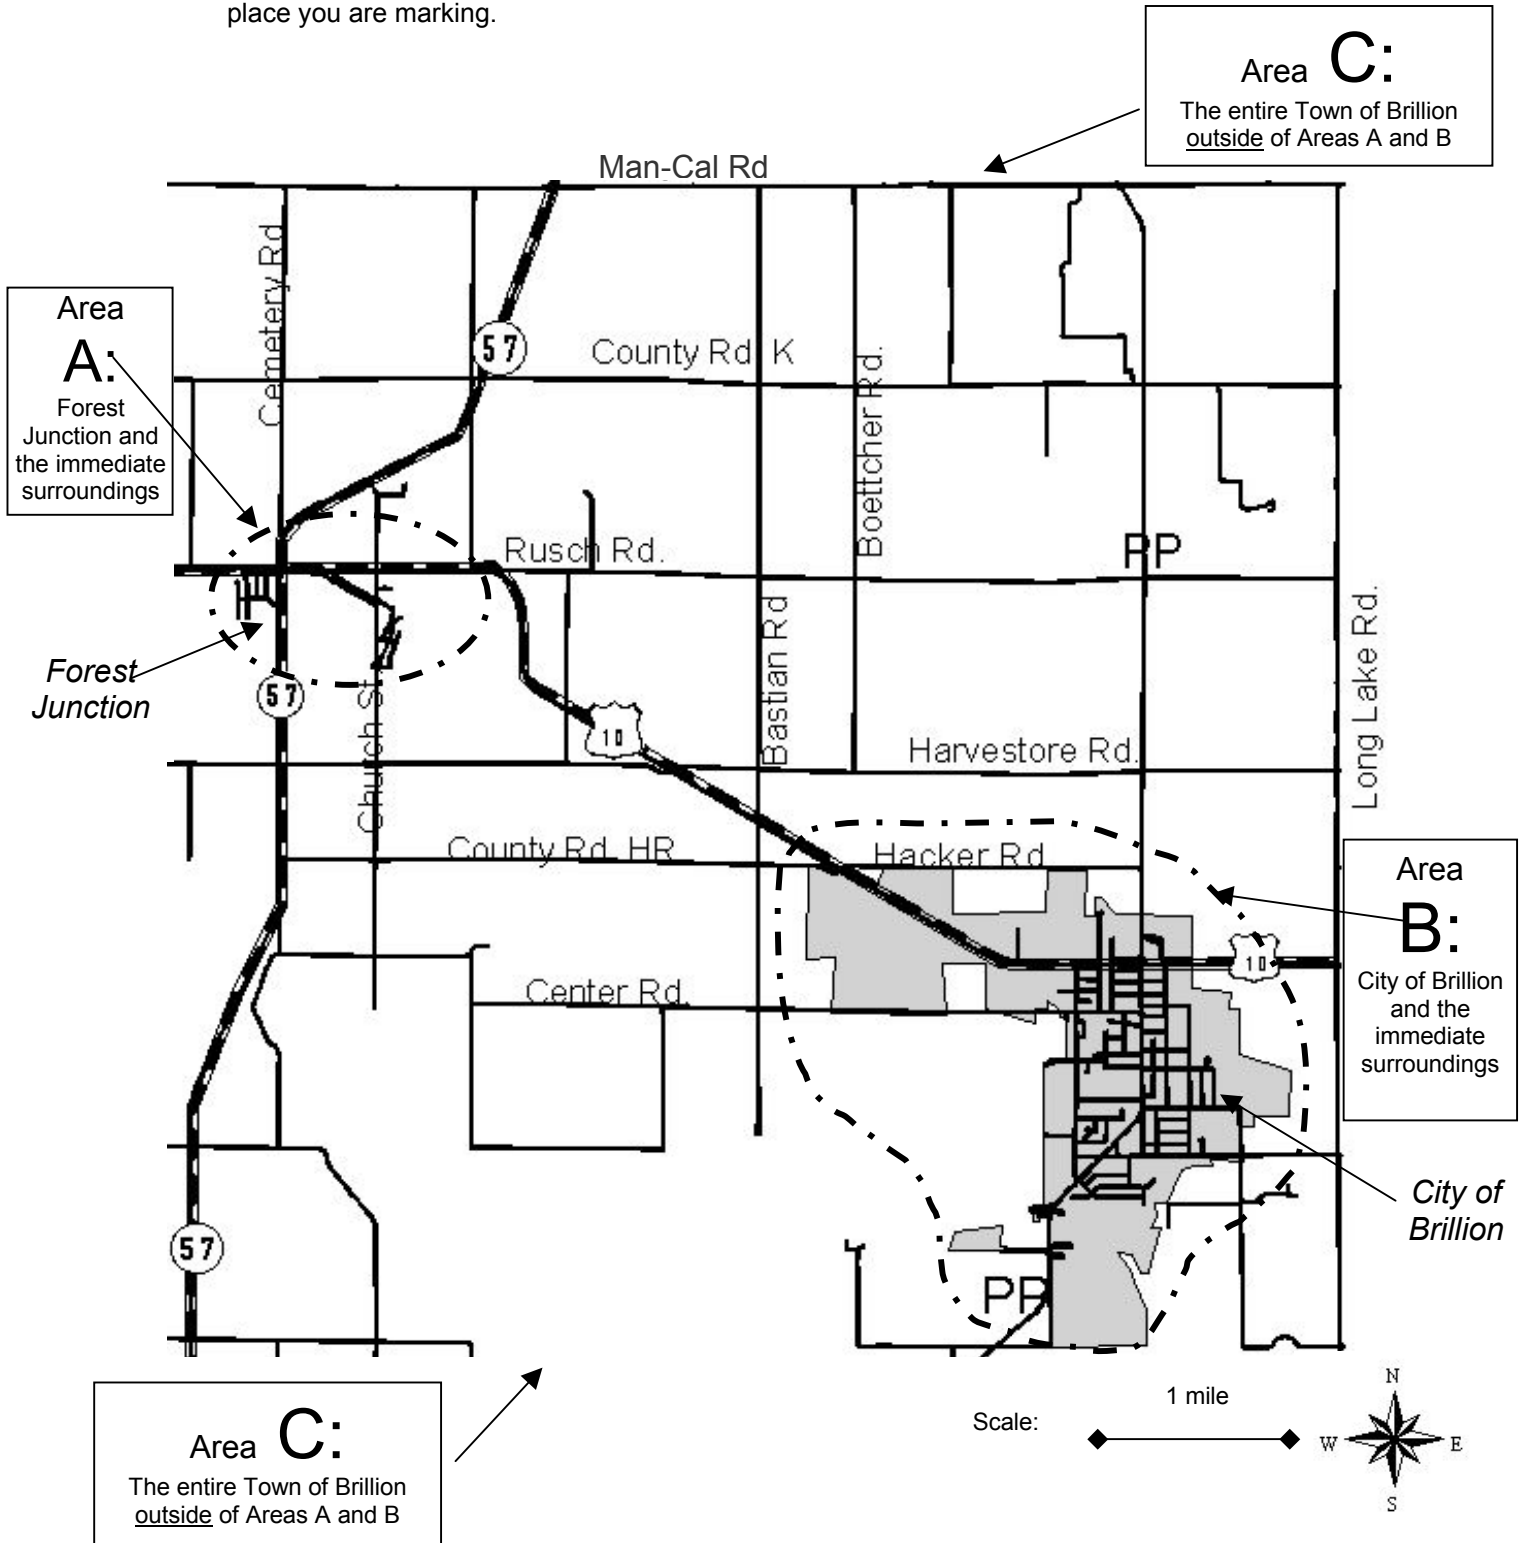 place you are marking.
Area C:
The entire Town of Brillion
outside of Areas A and B
Man-Cal Rd
Cemetery Rd
Area
A:
Forest
Junction and
the immediate
surroundings
57
County Rd. K
Boettcher Rd.
Rusch Rd.
PP
Forest
Junction
57
Church St.
10
Bastian Rd
Harvestore Rd.
Long Lake Rd.
County Rd. HR
Hacker Rd.
Area
B:
City of Brillion
and the
immediate
surroundings
10
Center Rd.
City of
Brillion
57
PP
Area C:
The entire Town of Brillion
outside of Areas A and B
1 mile
Scale:
N
W
E
S